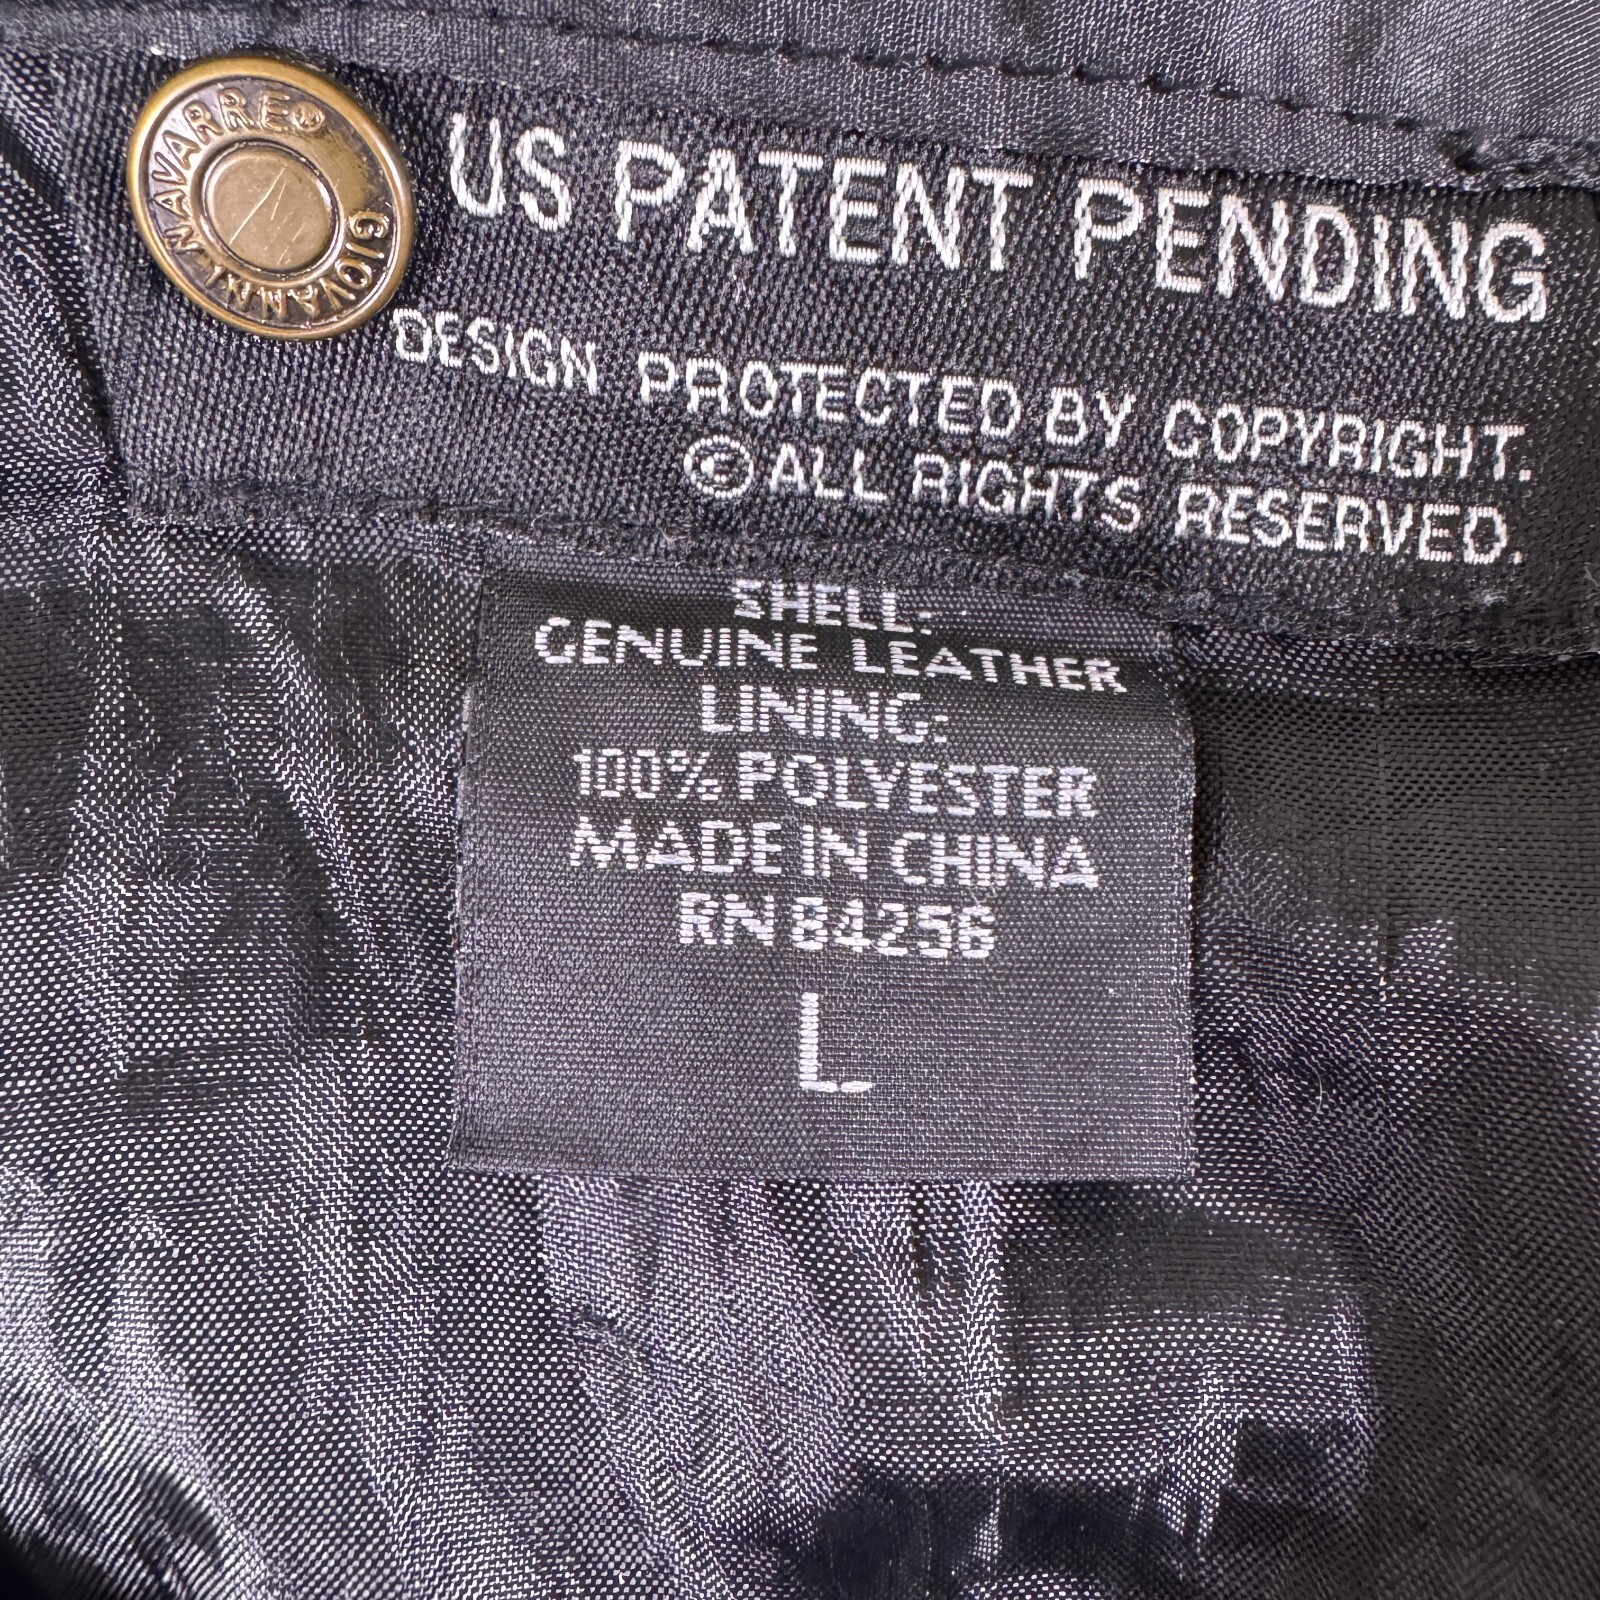 GIOVANNI NAVARRE®
US PATENT PENDING
DESIGN PROTECTED BY COPYRIGHT.
© ALL RIGHTS RESERVED.
SHELL:
GENUINE LEATHER
LINING:
100% POLYESTER
MADE IN CHINA
RN 84256
L